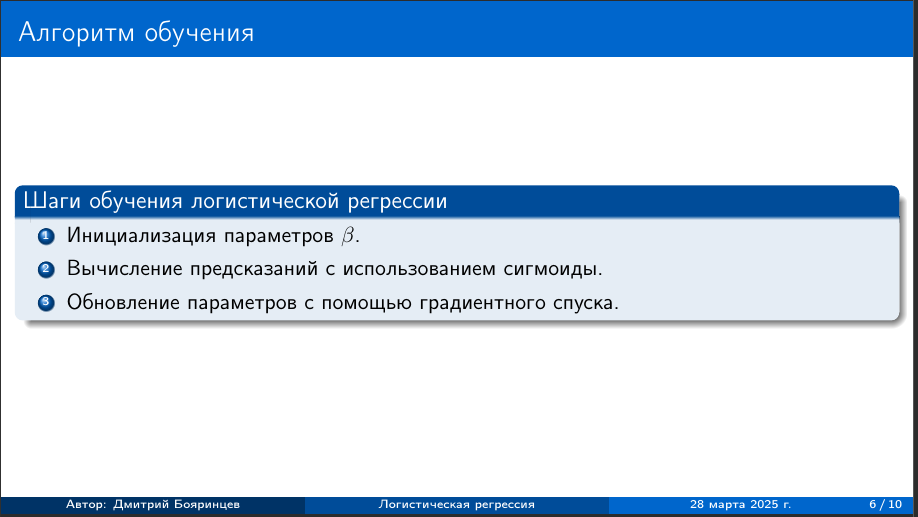 Алгоритм обучения
Шаги обучения логистической регрессии
1 Инициализация параметров β.
2 Вычисление предсказаний с использованием сигмоиды.
3 Обновление параметров с помощью градиентного спуска.
Автор: Дмитрий Бояринцев Логистическая регрессия 28 марта 2025 г. 6 / 10